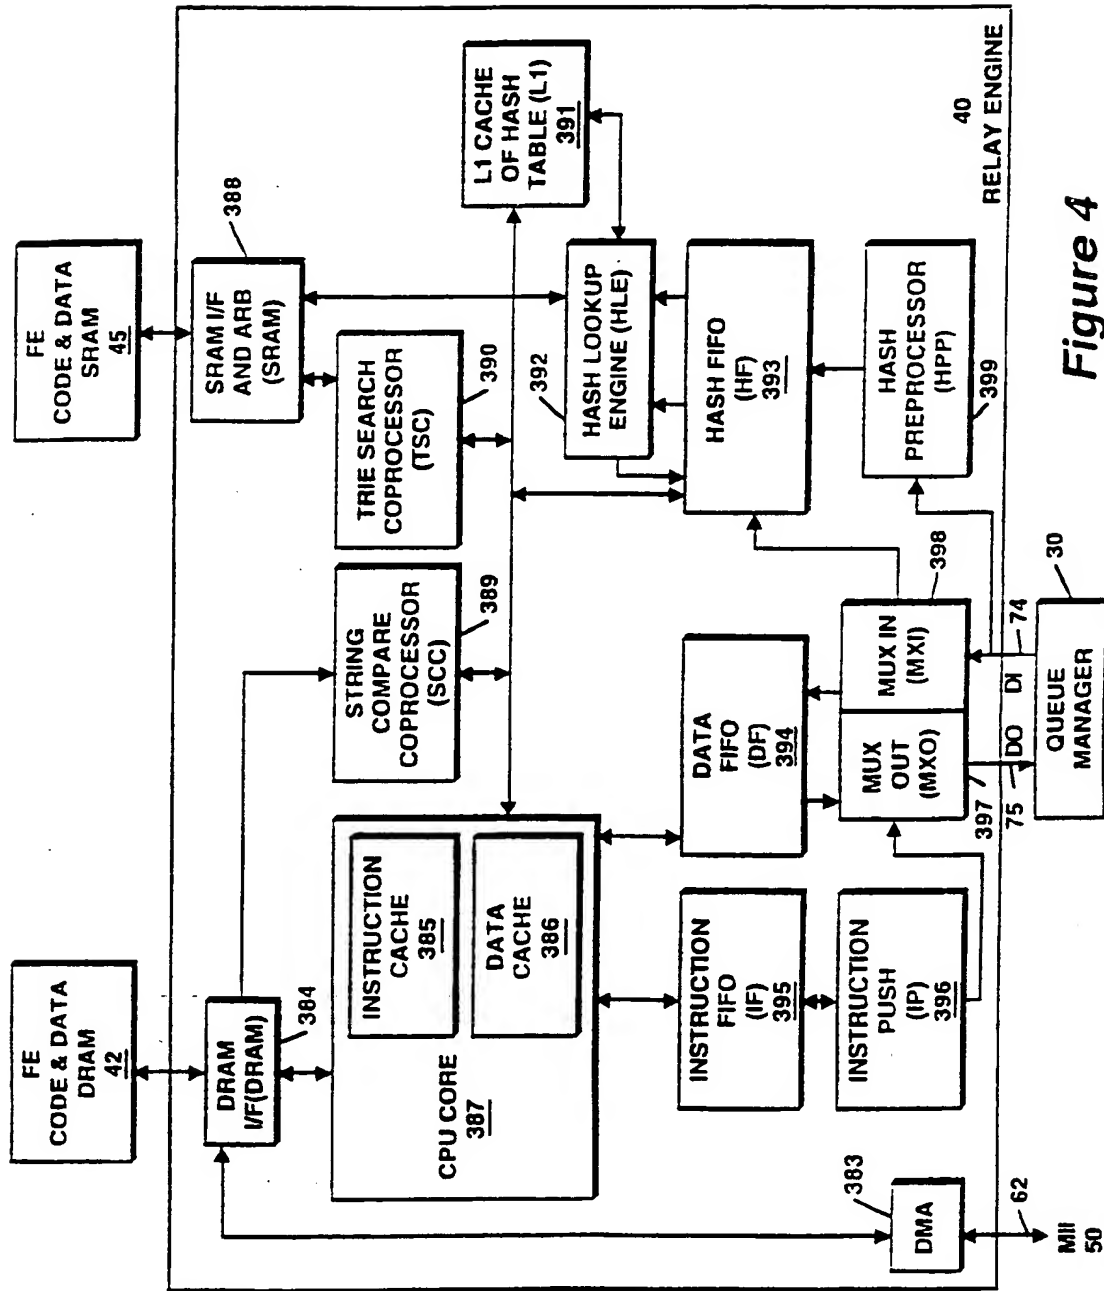 FE
CODE & DATA
DRAM
42
FE
CODE & DATA
SRAM
45
DRAM
I/F(DRAM)
384
SRAM I/F
AND ARB
(SRAM)
388
CPU CORE
387
INSTRUCTION
CACHE
385
DATA
CACHE
386
STRING
COMPARE
COPROCESSOR
(SCC)
389
TRIE SEARCH
COPROCESSOR
(TSC)
390
L1 CACHE
OF HASH
TABLE (L1)
391
392
HASH LOOKUP
ENGINE (HLE)
INSTRUCTION
FIFO
(IF)
395
DATA
FIFO
(DF)
394
HASH FIFO
(HF)
393
383
DMA
INSTRUCTION
PUSH
(IP)
396
MUX
OUT
(MXO)
397
MUX IN
(MXI)
398
HASH
PREPROCESSOR
(HPP)
399
40
RELAY ENGINE
62
MII
50
75
DO
DI
74
30
QUEUE
MANAGER
Figure 4